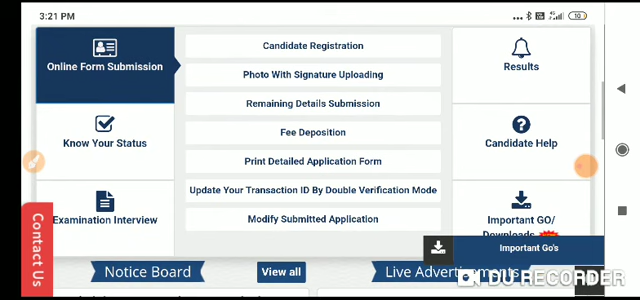 3:21 PM
10
Online Form Submission
Know Your Status
Examination Interview
Candidate Registration
Photo With Signature Uploading
Remaining Details Submission
Fee Deposition
Print Detailed Application Form
Update Your Transaction ID By Double Verification Mode
Modify Submitted Application
Results
Candidate Help
Important GO/
Downloads
Important Go's
Contact Us
Notice Board
View all
Live Advertisements
DU RECORDER